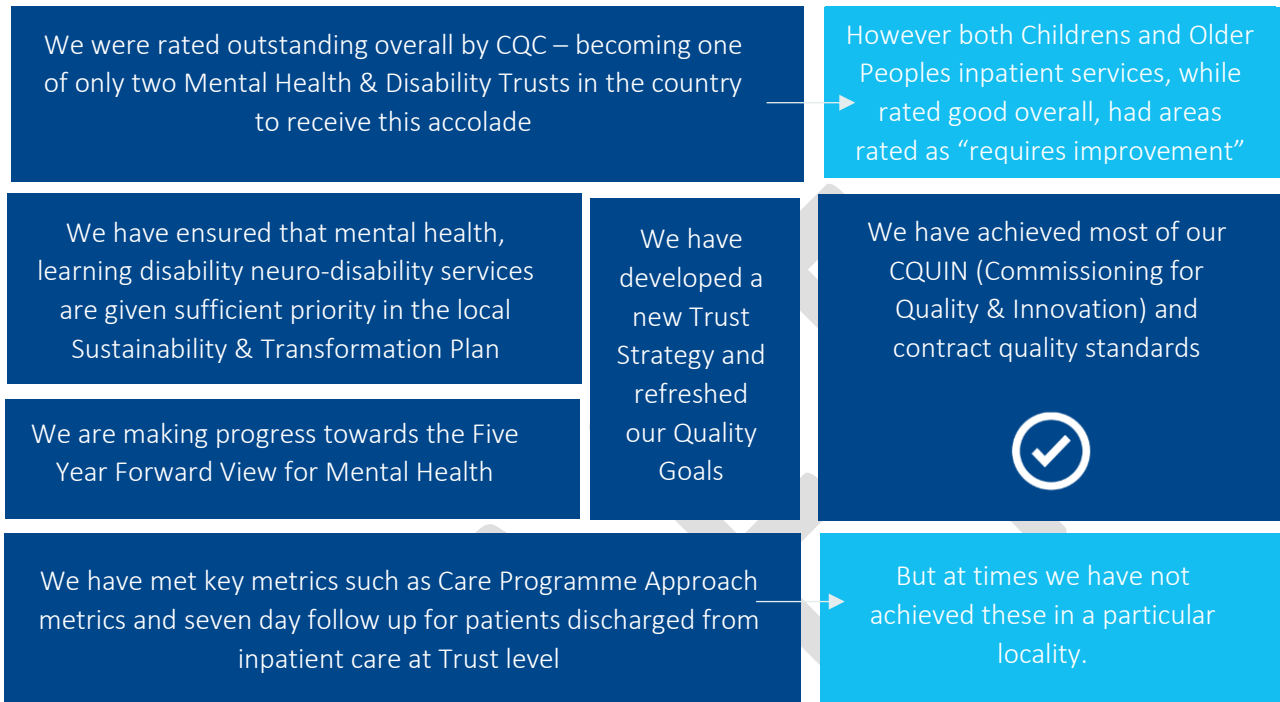 We were rated outstanding overall by CQC – becoming one
of only two Mental Health & Disability Trusts in the country
to receive this accolade
However both Childrens and Older
Peoples inpatient services, while
rated good overall, had areas
rated as “requires improvement”
We have ensured that mental health,
learning disability neuro-disability services
are given sufficient priority in the local
Sustainability & Transformation Plan
We are making progress towards the Five
Year Forward View for Mental Health
We have
developed a
new Trust
Strategy and
refreshed
our Quality
Goals
We have achieved most of our
CQUIN (Commissioning for
Quality & Innovation) and
contract quality standards
We have met key metrics such as Care Programme Approach
metrics and seven day follow up for patients discharged from
inpatient care at Trust level
But at times we have not
achieved these in a particular
locality.